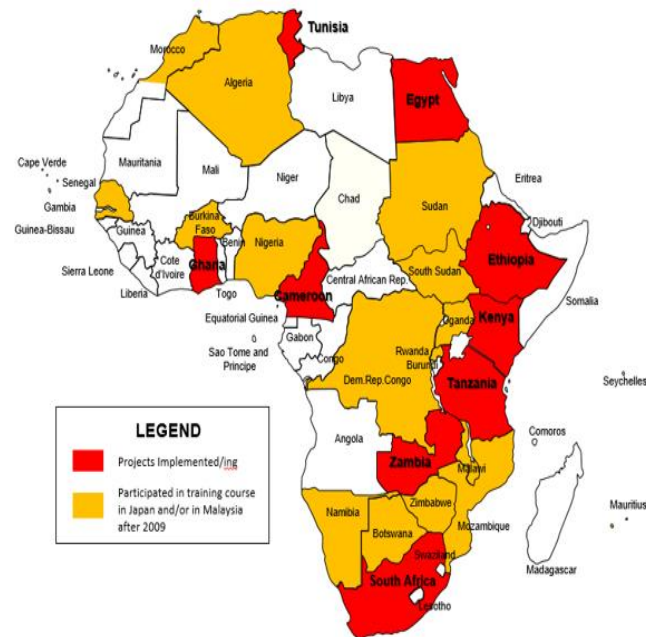 Tunisia
Morocco
Algeria
Libya
Egypt
Cape Verde
Mauritania
Mali
Niger
Chad
Sudan
Eritrea
Senegal
Gambia
Guinea-Bissau
Guinea
Burkina
Faso
Benin
Nigeria
Djibouti
Sierra Leone
Liberia
Cote
d'Ivoire
Ghana
Togo
Cameroon
Central African Rep.
South Sudan
Ethiopia
Somalia
Equatorial Guinea
Sao Tome and
Principe
Gabon
Congo
Dem.Rep.Congo
Uganda
Rwanda
Burundi
Kenya
Tanzania
Seychelles
Angola
Zambia
Malawi
Comoros
Namibia
Botswana
Zimbabwe
Mozambique
Madagascar
Mauritius
Swaziland
South Africa
Lesotho
LEGEND
Projects Implemented/ing
Participated in training course
in Japan and/or in Malaysia
after 2009